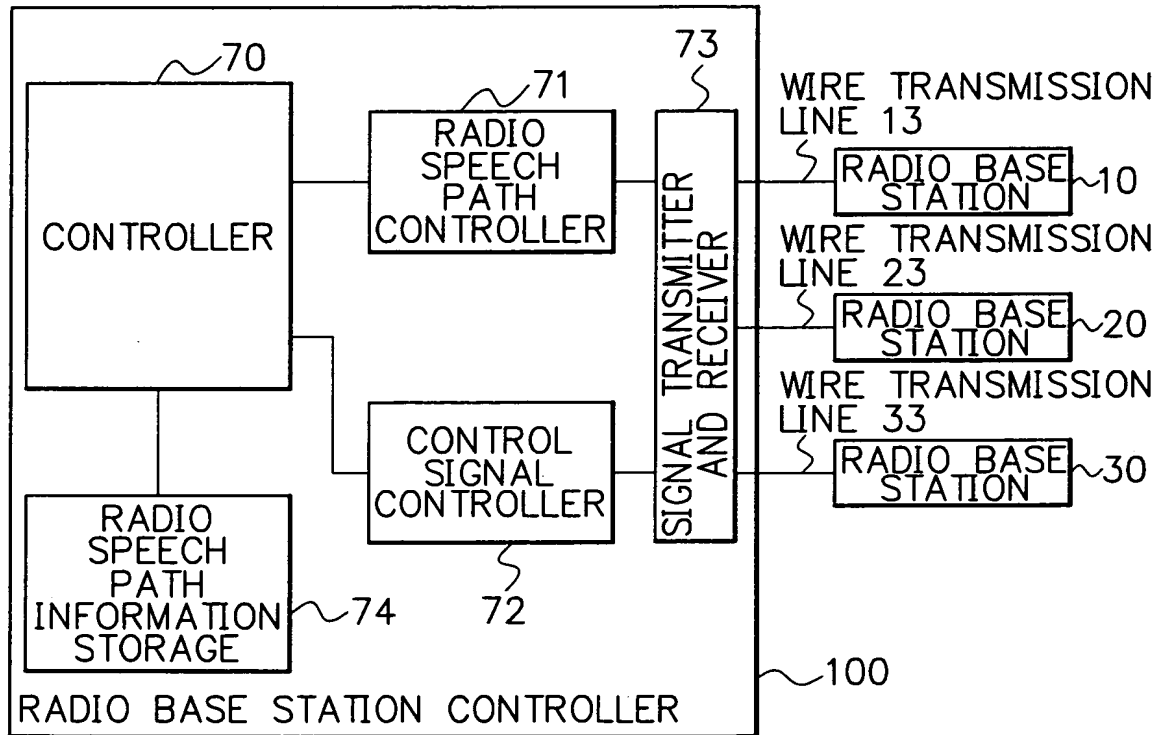 70
CONTROLLER
71
RADIO
SPEECH
PATH
CONTROLLER
73
SIGNAL TRANSMITTER
AND RECEIVER
WIRE TRANSMISSION
LINE 13
RADIO BASE
STATION
10
WIRE TRANSMISSION
LINE 23
RADIO BASE
STATION
20
WIRE TRANSMISSION
LINE 33
RADIO BASE
STATION
30
CONTROL
SIGNAL
CONTROLLER
72
RADIO
SPEECH
PATH
INFORMATION
STORAGE
74
100
RADIO BASE STATION CONTROLLER